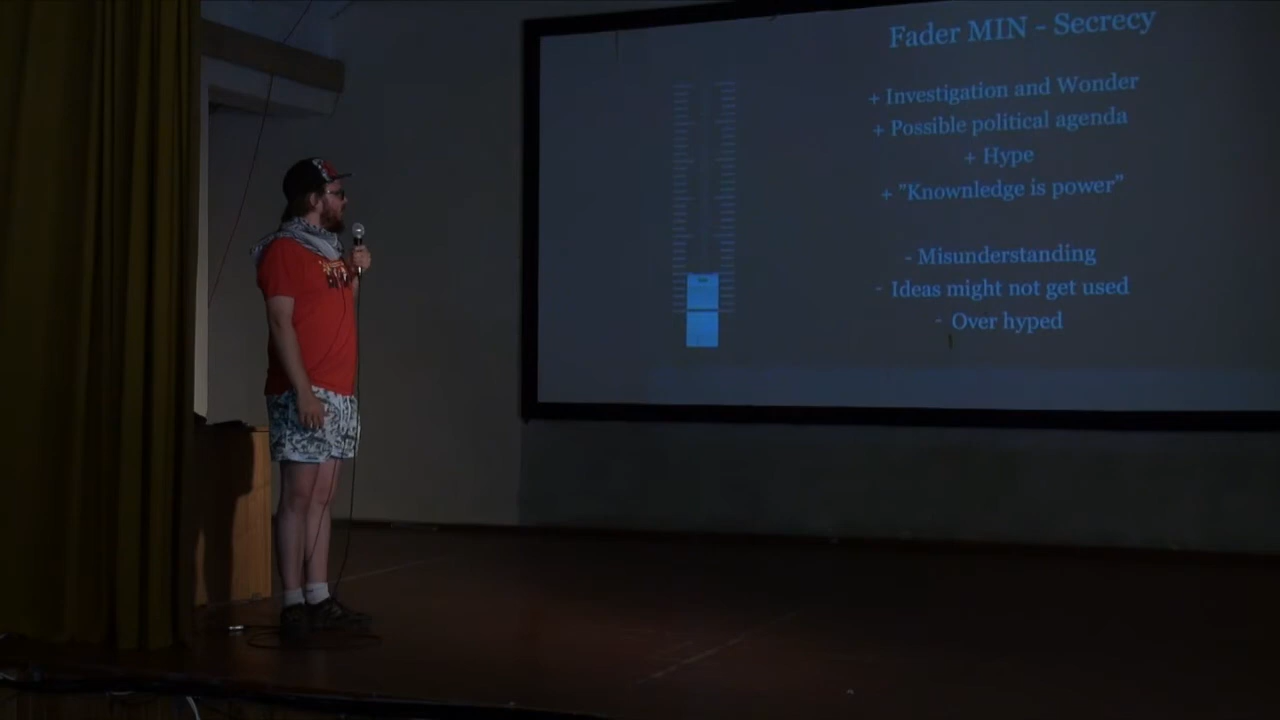 Fader MIN - Secrecy
+ Investigation and Wonder
+ Possible political agenda
+ Hype
+ ”Knownledge is power”
- Misunderstanding
- Ideas might not get used
- Over hyped